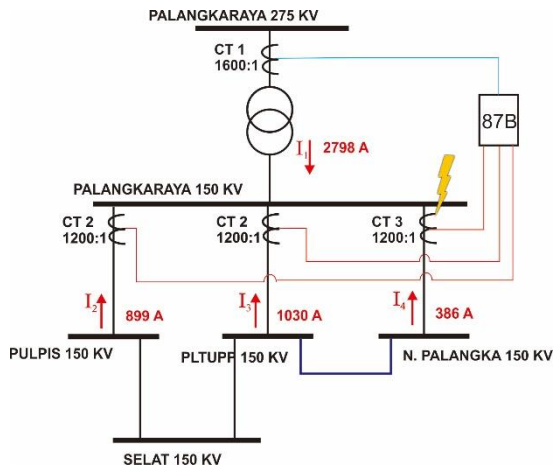 PALANGKARAYA 275 KV
CT 1
1600:1
87B
I1 2798 A
PALANGKARAYA 150 KV
CT 2
1200:1
CT 2
1200:1
CT 3
1200:1
I2
899 A
I3
1030 A
I4
386 A
PULPIS 150 KV
PLTUPP 150 KV
N. PALANGKA 150 KV
SELAT 150 KV